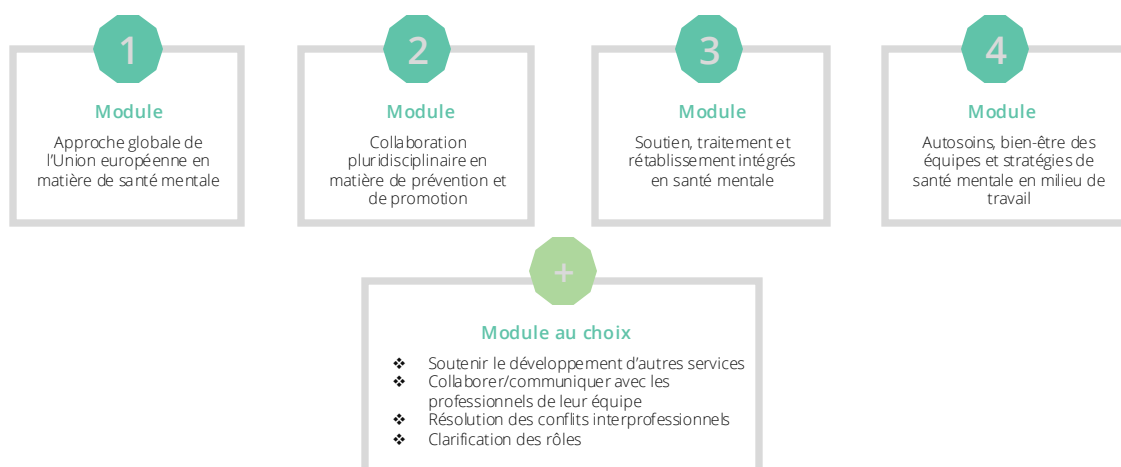 1
Module
Approche globale de
l'Union européenne en
matière de santé mentale
2
Module
Collaboration
pluridisciplinaire en
matière de prévention et
de promotion
3
Module
Soutien, traitement et
rétablissement intégrés
en santé mentale
4
Module
Autosoins, bien-être des
équipes et stratégies de
santé mentale en milieu de
travail
+
Module au choix
❖ Soutenir le développement d'autres services
❖ Collaborer/communiquer avec les
professionnels de leur équipe
❖ Résolution des conflits interprofessionnels
❖ Clarification des rôles